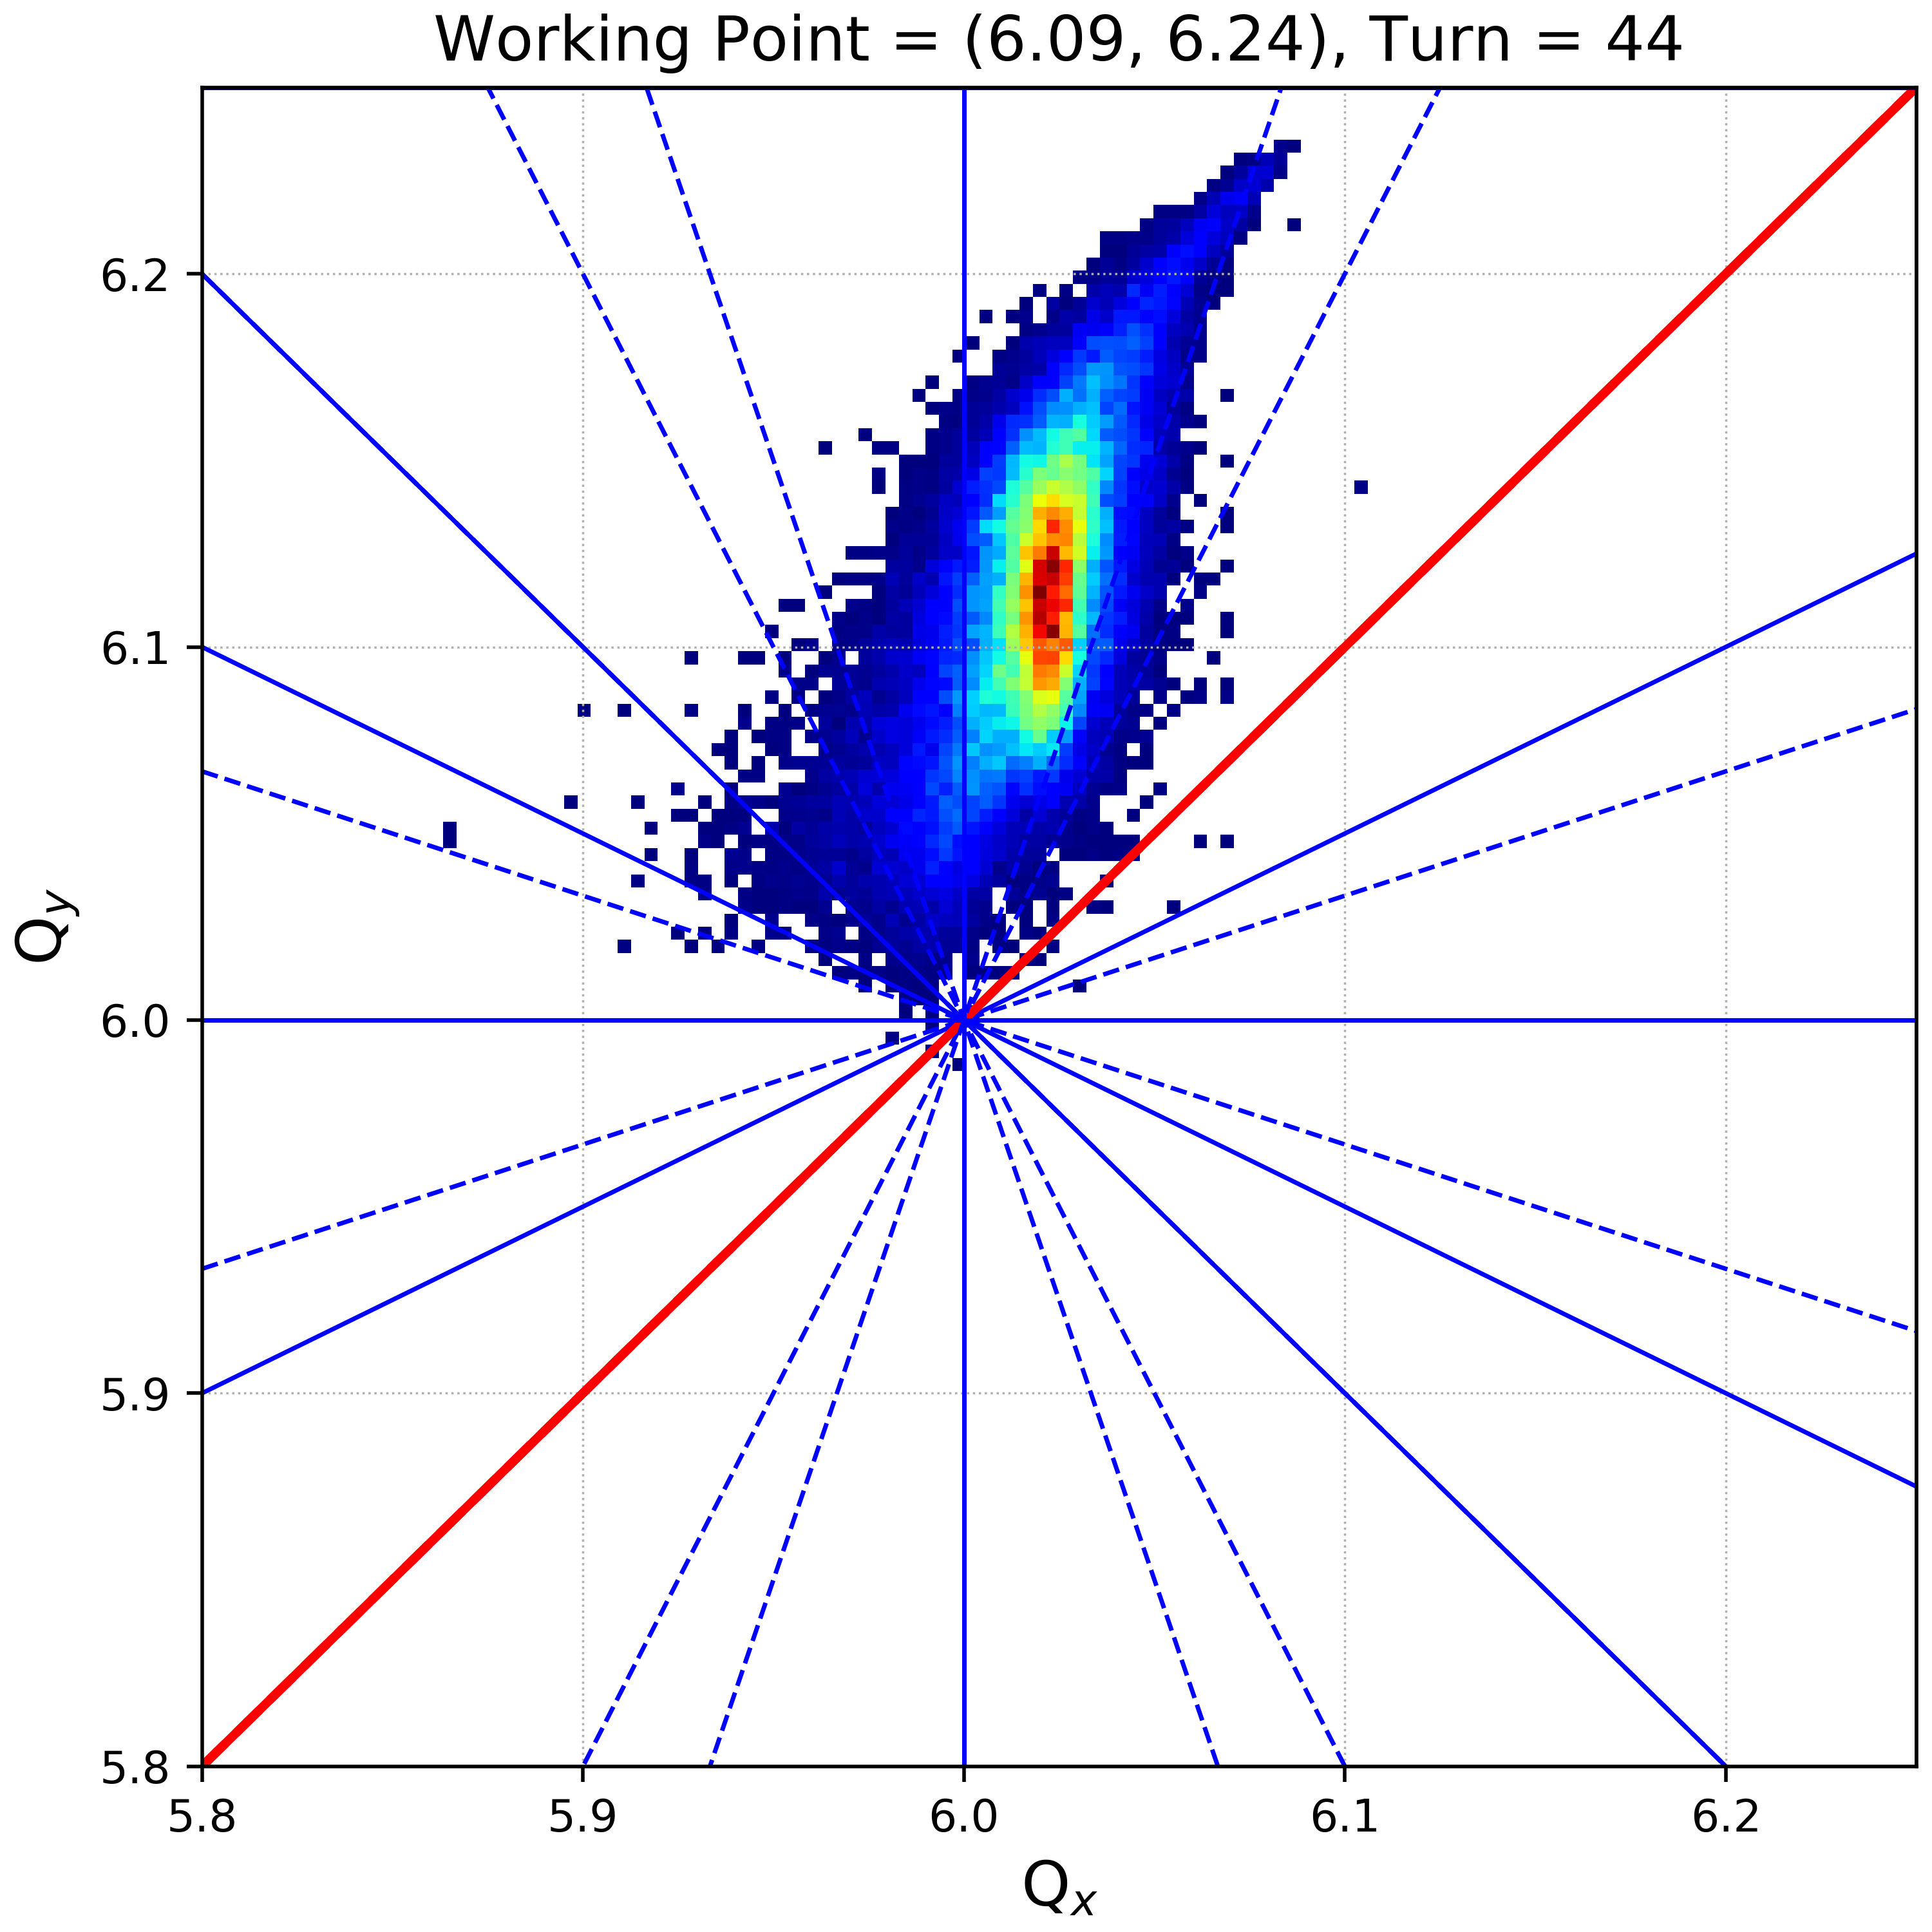 Working Point = (6.09, 6.24), Turn = 44
6.2
6.1
6.0
5.9
5.8
Qy
5.8 5.9 6.0 6.1 6.2
Qx